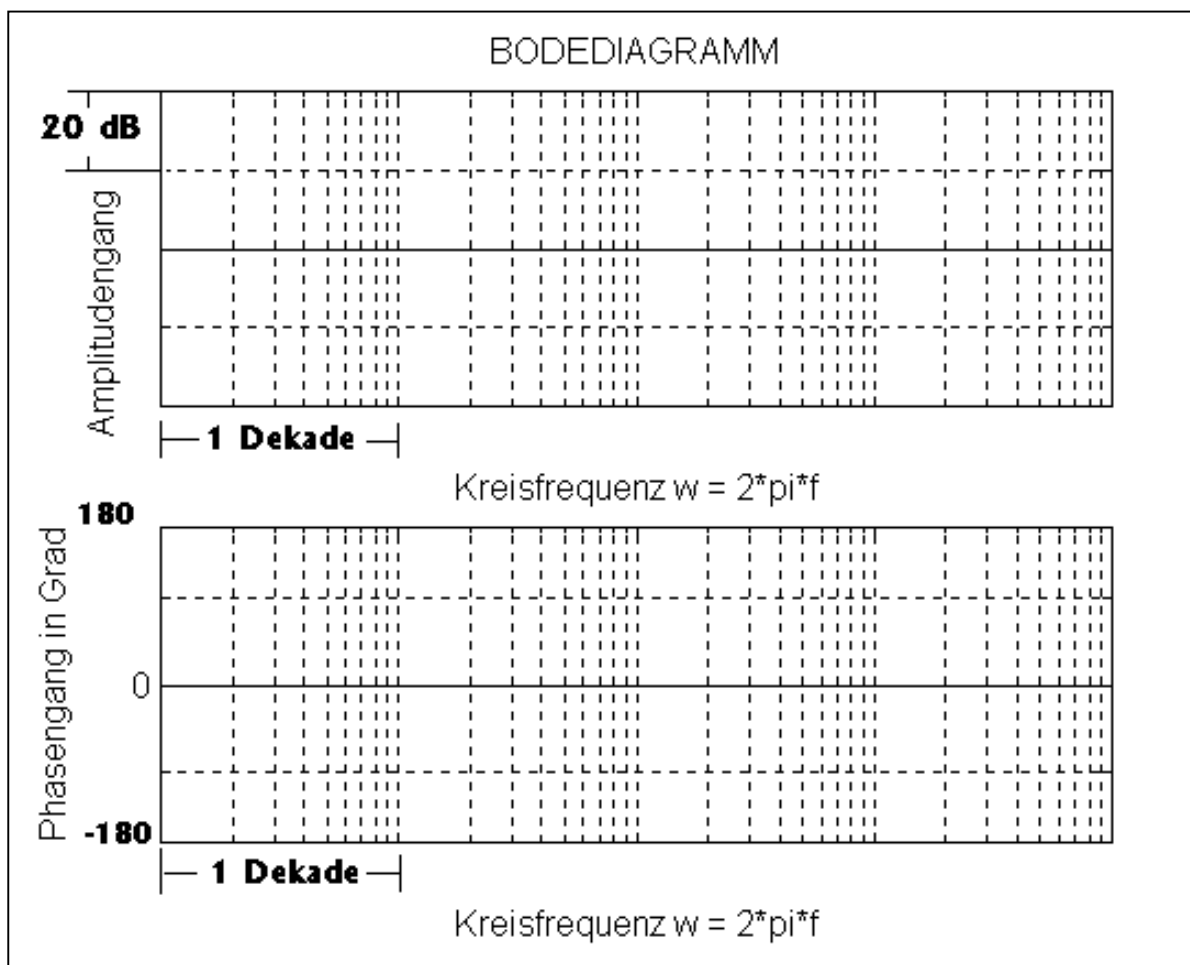 BODEDIAGRAMM
20 dB
Amplitudengang
1 Dekade
Kreisfrequenz w = 2*pi*f
180
Phasengang in Grad
0
-180
1 Dekade
Kreisfrequenz w = 2*pi*f